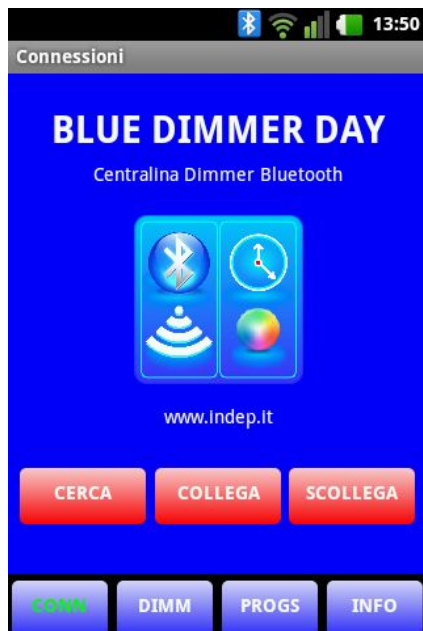 13:50
Connessioni
BLUE DIMMER DAY
Centralina Dimmer Bluetooth
www.indep.it
CERCA COLLEGA SCOLLEGA
CONN DIMM PROGS INFO